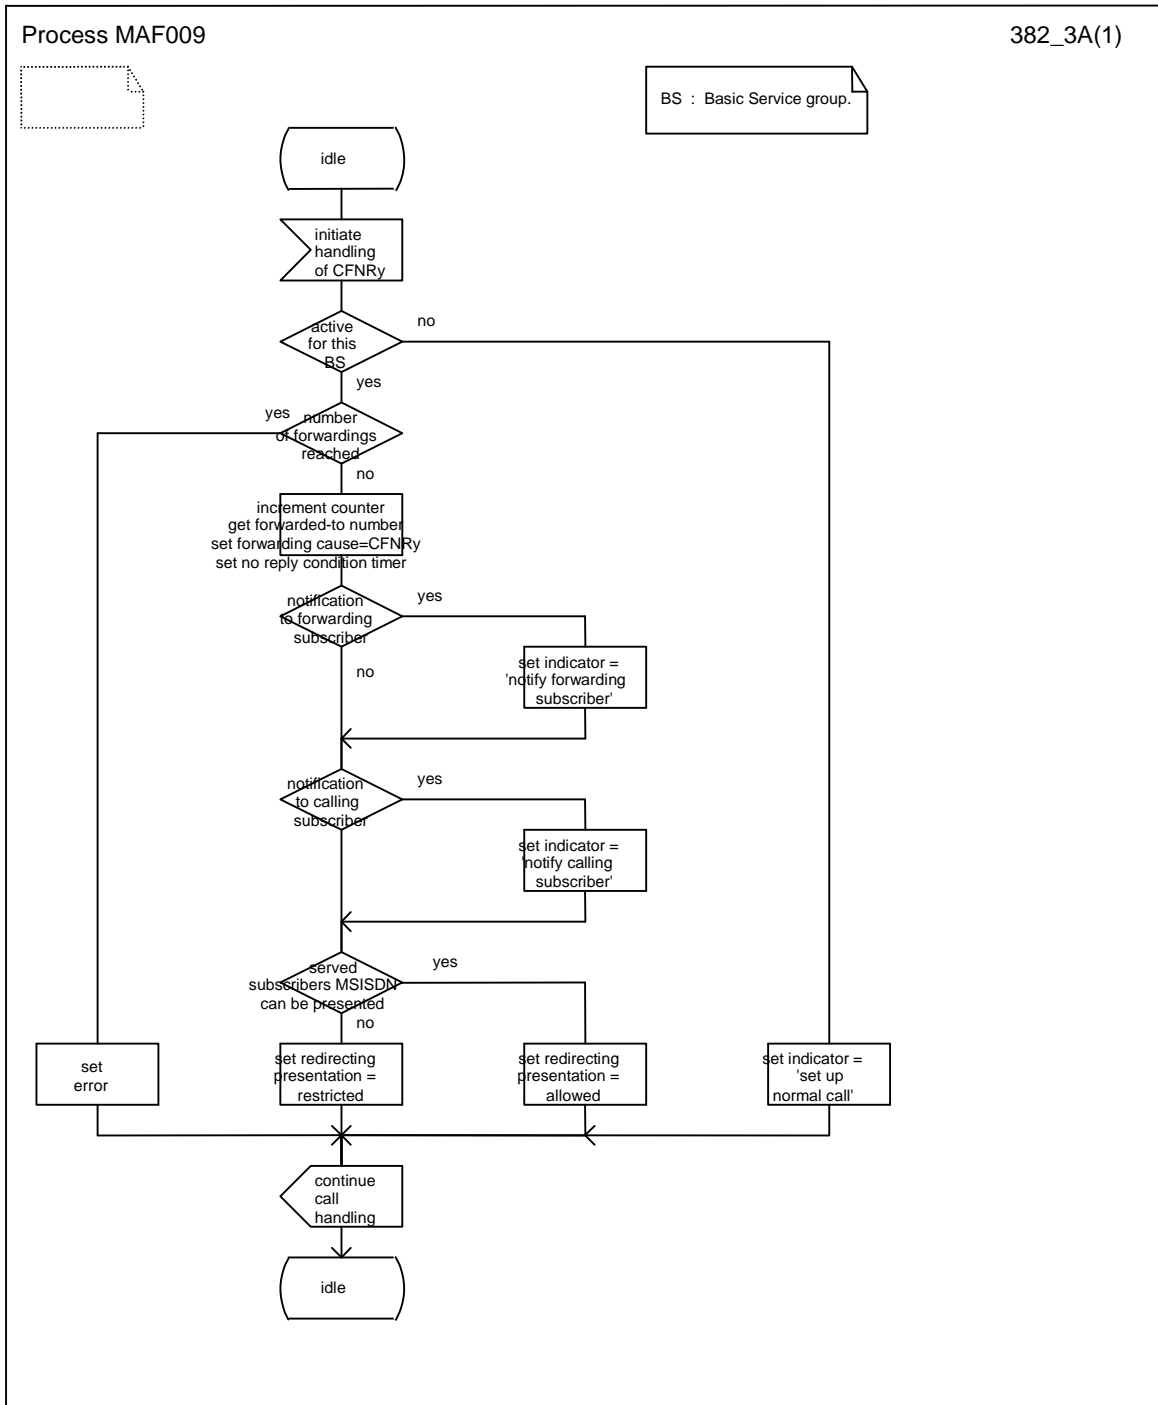 Process MAF009
382_3A(1)
BS : Basic Service group.
idle
initiate
handling
of CFNRy
active
for this
BS
no
yes
number
of forwardings
reached
yes
no
increment counter
get forwarded-to number
set forwarding cause=CFNRy
set no reply condition timer
notification
to forwarding
subscriber
yes
no
set indicator =
'notify forwarding
subscriber'
notification
to calling
subscriber
yes
set indicator =
'notify calling
subscriber'
served
subscribers MSISDN
can be presented
yes
no
set
error
set redirecting
presentation =
restricted
set redirecting
presentation =
allowed
set indicator =
'set up
normal call'
continue
call
handling
idle